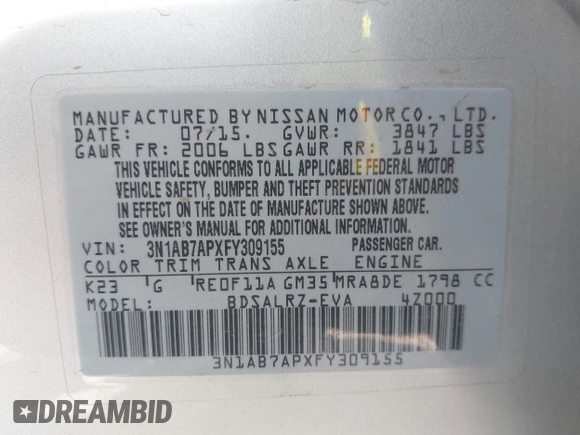 MANUFACTURED BY NISSAN MOTOR CO., LTD.
DATE: 07/15. GVWR: 3847 LBS
GAWR FR: 2006 LBS GAWR RR: 1841 LBS
THIS VEHICLE CONFORMS TO ALL APPLICABLE FEDERAL MOTOR
VEHICLE SAFETY, BUMPER AND THEFT PREVENTION STANDARDS
IN EFFECT ON THE DATE OF MANUFACTURE SHOWN ABOVE.
SEE OWNER'S MANUAL FOR ADDITIONAL INFORMATION.
VIN: 3N1AB7APXFY309155 PASSENGER CAR.
COLOR TRIM TRANS AXLE ENGINE
K23 G RE0F11A GM35 MRA8DE 1798 CC
MODEL: BDSALRZ-EVA 4Z000
3N1AB7APXFY309155
DREAMBID